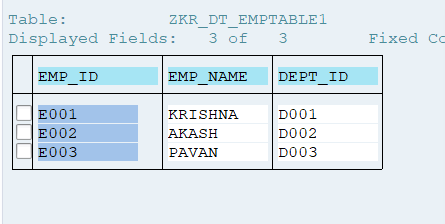 Table: ZKR_DT_EMPTABLE1
Displayed Fields: 3 of 3 Fixed Co
EMP_ID EMP_NAME DEPT_ID
E001 KRISHNA D001
E002 AKASH D002
E003 PAVAN D003